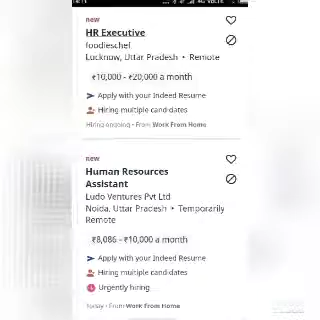 new
HR Executive
foodieschef
Lucknow, Uttar Pradesh • Remote
₹10,000 - ₹20,000 a month
Apply with your Indeed Resume
Hiring multiple candidates
Hiring ongoing • From Work From Home
new
Human Resources
Assistant
Ludo Ventures Pvt Ltd
Noida, Uttar Pradesh • Temporarily
Remote
₹8,086 - ₹10,000 a month
Apply with your Indeed Resume
Hiring multiple candidates
Urgently hiring
Today • From Work From Home